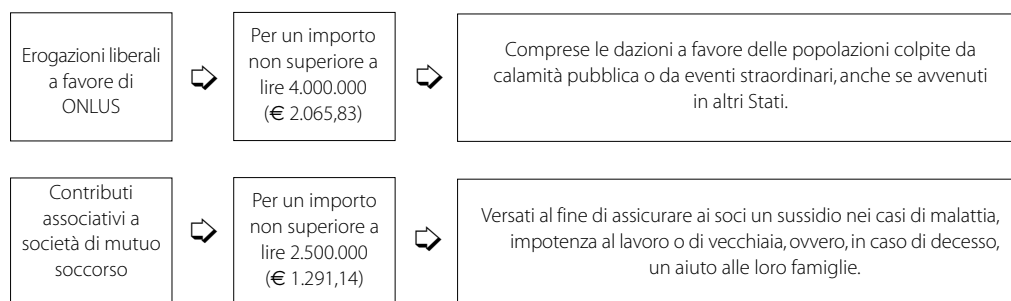 Erogazioni liberali
a favore di
ONLUS
Per un importo
non superiore a
lire 4.000.000
(€ 2.065,83)
Comprese le dazioni a favore delle popolazioni colpite da
calamità pubblica o da eventi straordinari, anche se avvenuti
in altri Stati.
Contributi
associativi a
società di mutuo
soccorso
Per un importo
non superiore a
lire 2.500.000
(€ 1.291,14)
Versati al fine di assicurare ai soci un sussidio nei casi di malattia,
impotenza al lavoro o di vecchiaia, ovvero, in caso di decesso,
un aiuto alle loro famiglie.